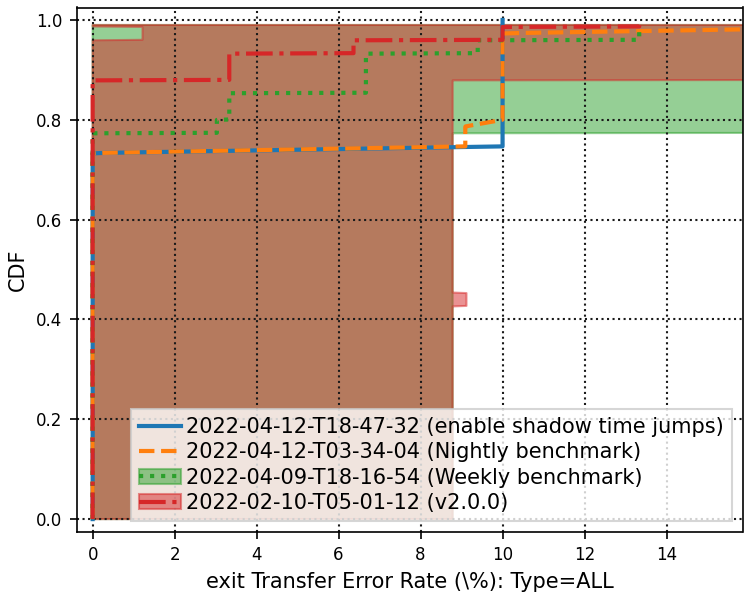 1.0
0.8
0.6
0.4
0.2
0.0
CDF
2022-04-12-T18-47-32 (enable shadow time jumps)
2022-04-12-T03-34-04 (Nightly benchmark)
2022-04-09-T18-16-54 (Weekly benchmark)
2022-02-10-T05-01-12 (v2.0.0)
0 2 4 6 8 10 12 14
exit Transfer Error Rate (\%): Type=ALL